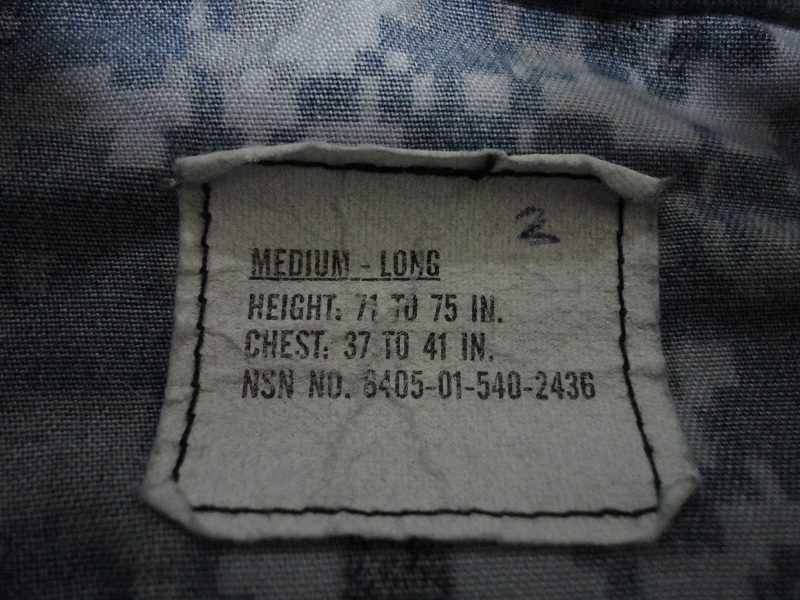 2
MEDIUM - LONG
HEIGHT: 71 TO 75 IN.
CHEST: 37 TO 41 IN.
NSN NO. 8405-01-540-2436